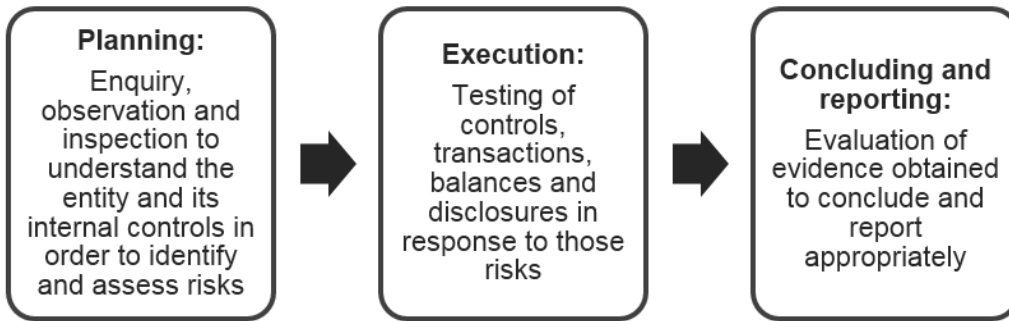 Planning:
Enquiry,
observation and
inspection to
understand the
entity and its
internal controls in
order to identify
and assess risks
Execution:
Testing of
controls,
transactions,
balances and
disclosures in
response to those
risks
Concluding and
reporting:
Evaluation of
evidence obtained
to conclude and
report
appropriately